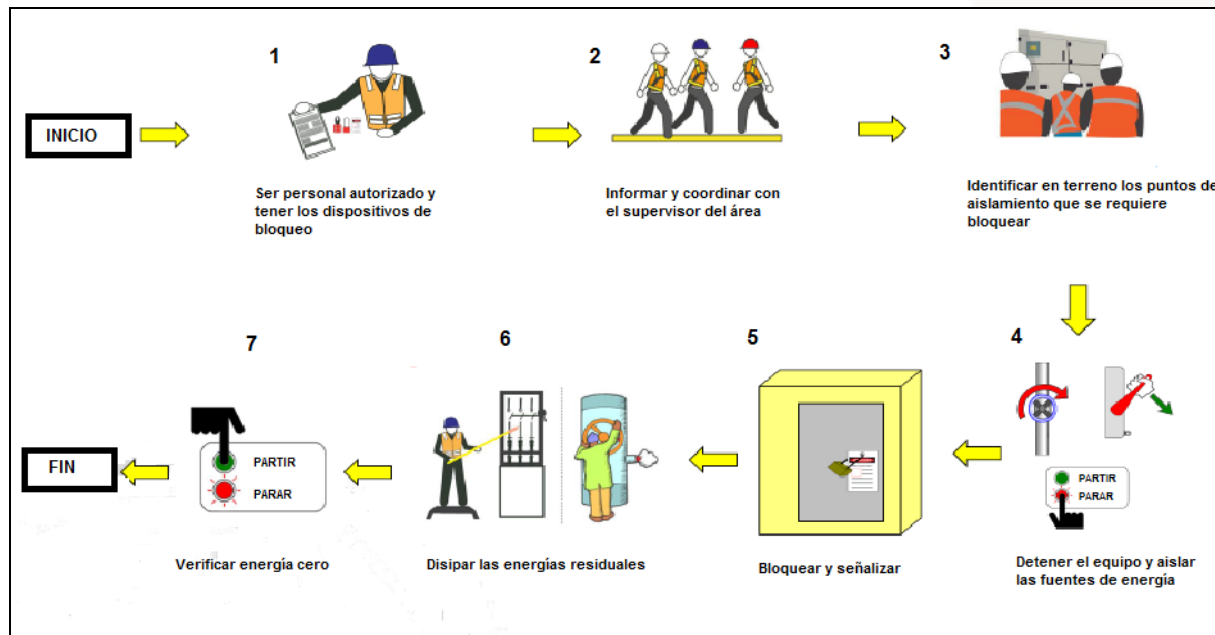 INICIO
1
Ser personal autorizado y
tener los dispositivos de
bloqueo
2
Informar y coordinar con
el supervisor del área
3
Identificar en terreno los puntos de
aislamiento que se requiere
bloquear
4
PARTIR
PARAR
Detener el equipo y aislar
las fuentes de energía
5
Bloquear y señalizar
6
Disipar las energías residuales
7
PARTIR
PARAR
Verificar energía cero
FIN